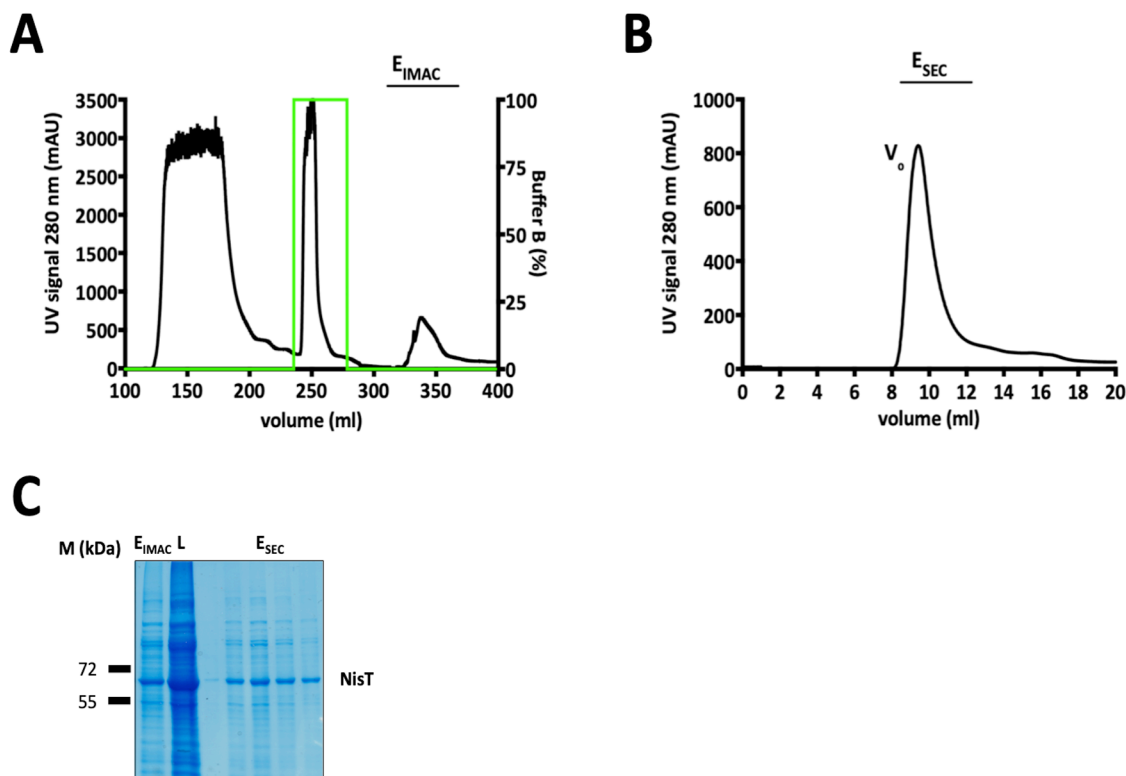 A
E_IMAC
3500
3000
2500
2000
1500
1000
500
0
UV signal 280 nm (mAU)
100
75
50
25
0
Buffer B (%)
100 150 200 250 300 350 400
volume (ml)
B
E_SEC
V_o
1000
800
600
400
200
0
UV signal 280 nm (mAU)
0 2 4 6 8 10 12 14 16 18 20
volume (ml)
C
M (kDa) E_IMAC L E_SEC
72
55
NisT